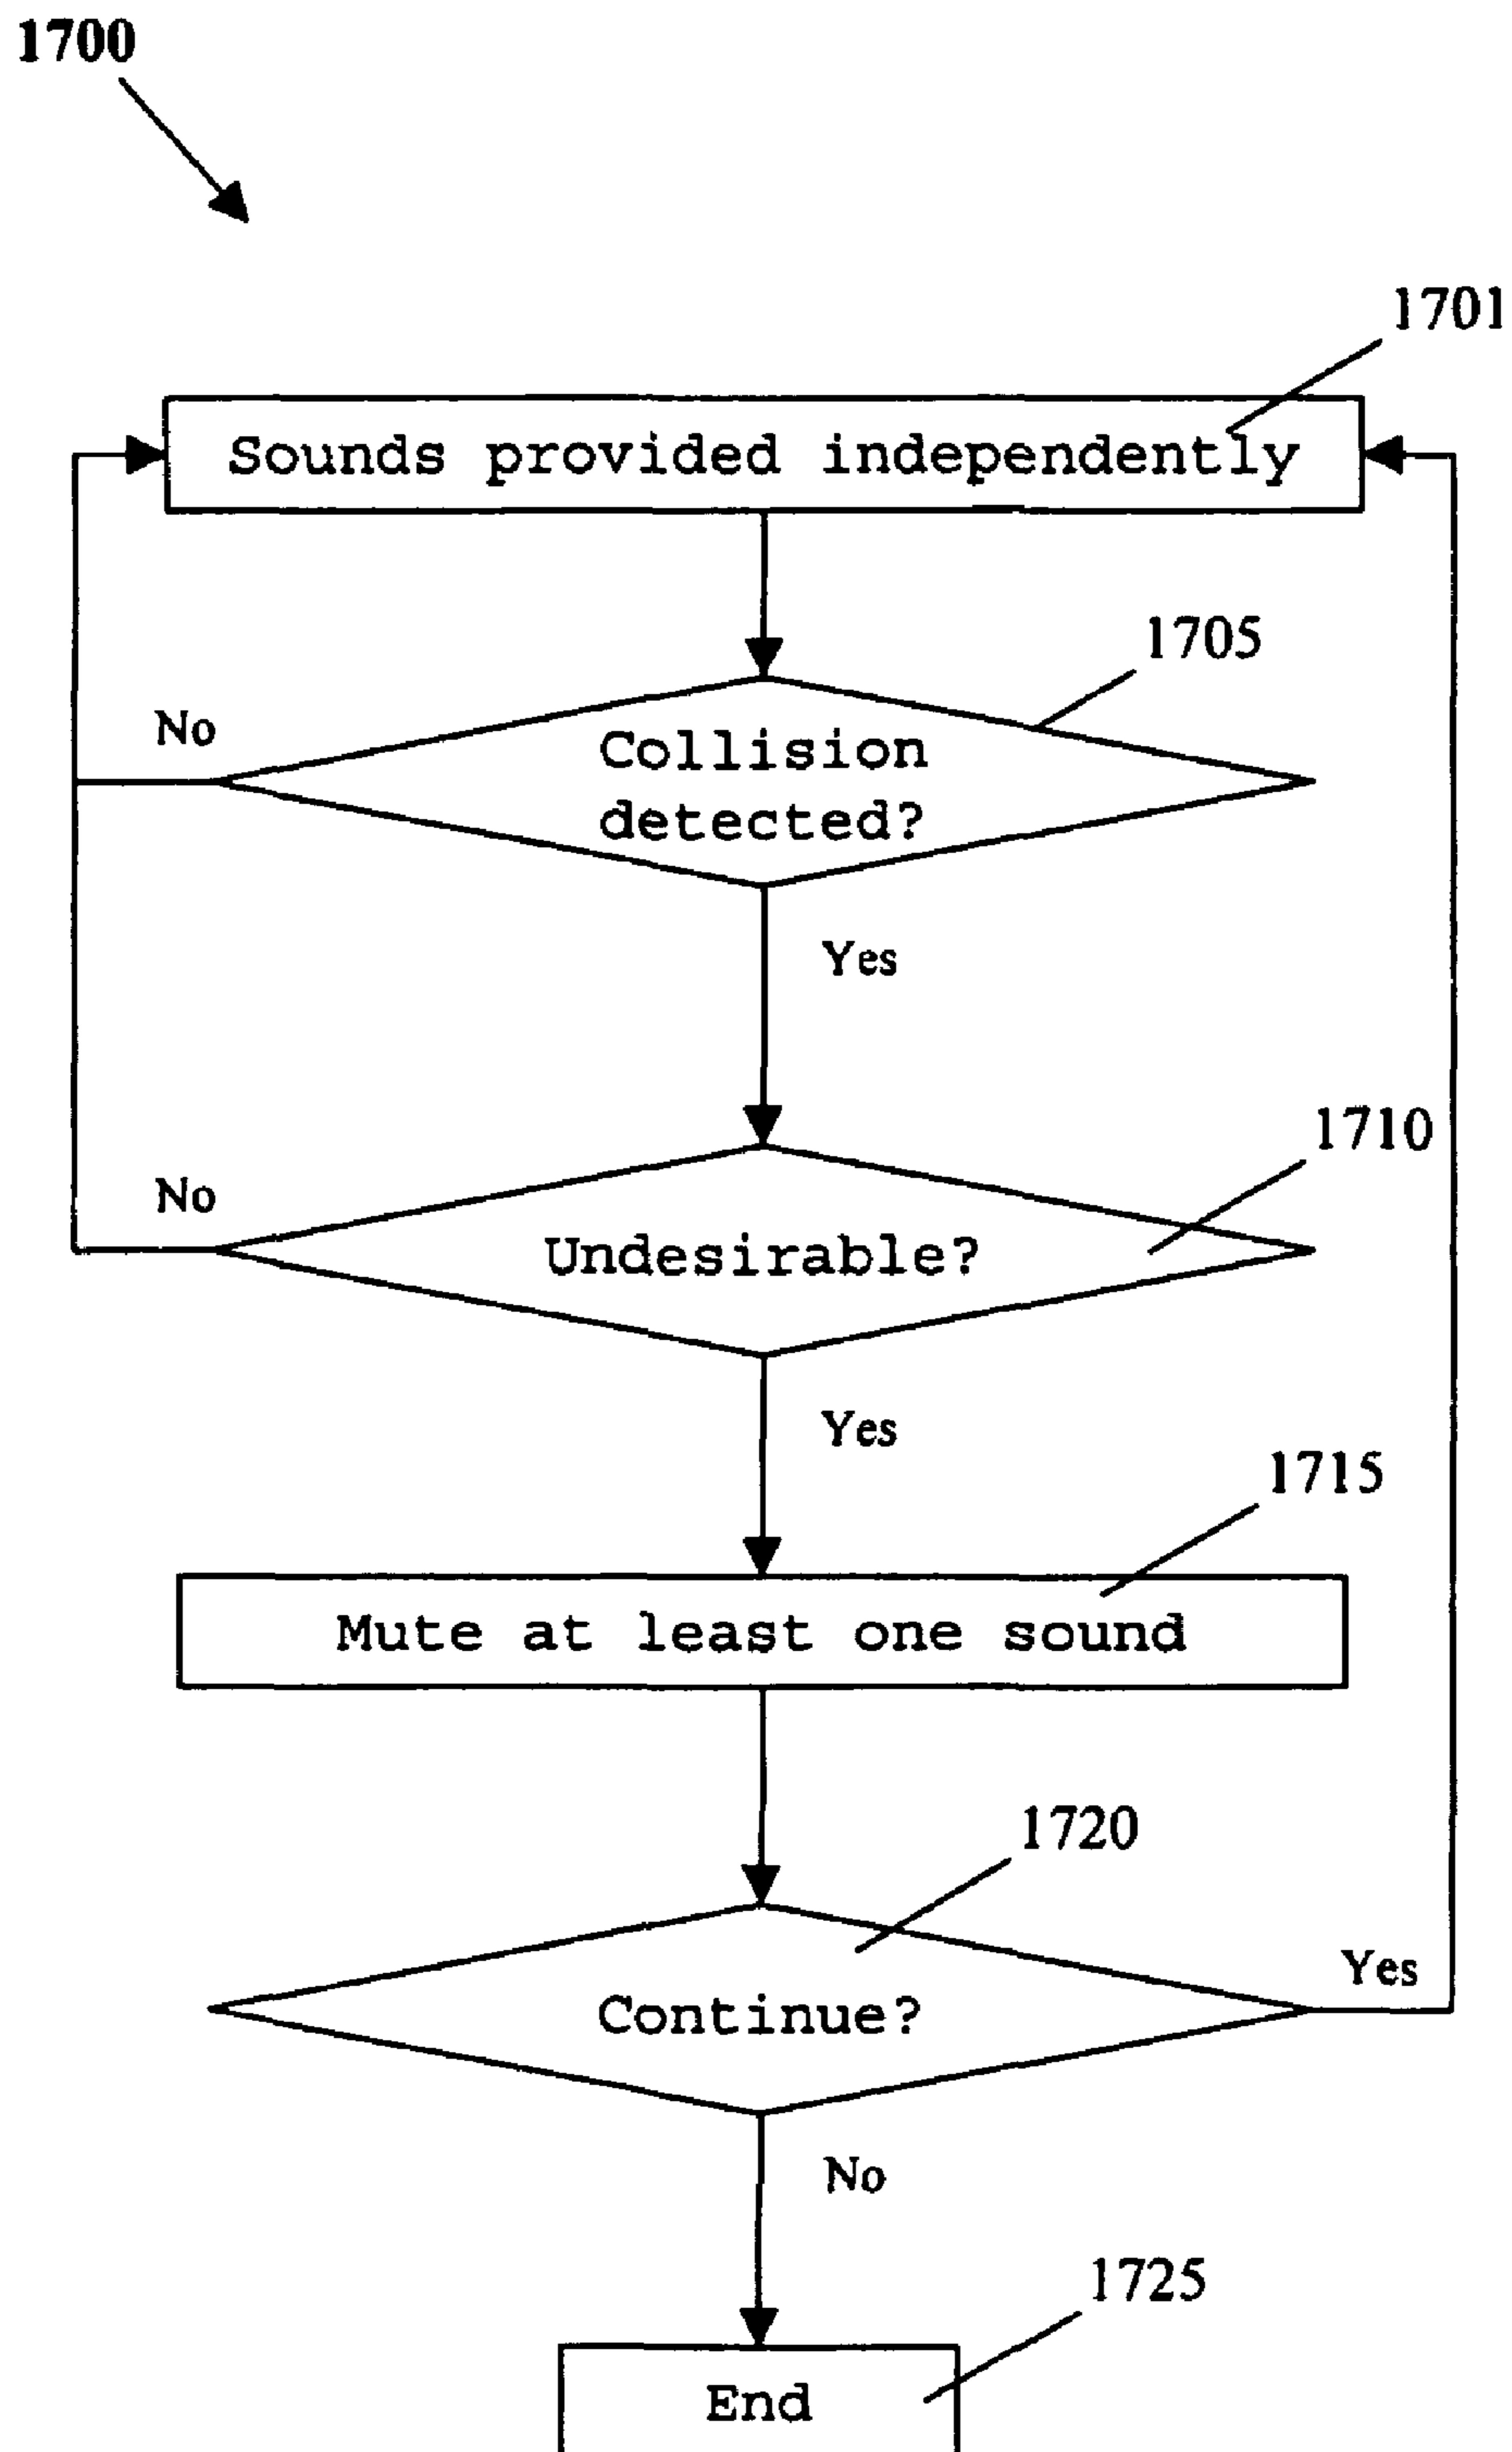 1700
1701
Sounds provided independently
1705
No
Collision
detected?
Yes
1710
No
Undesirable?
Yes
1715
Mute at least one sound
1720
Yes
Continue?
No
1725
End